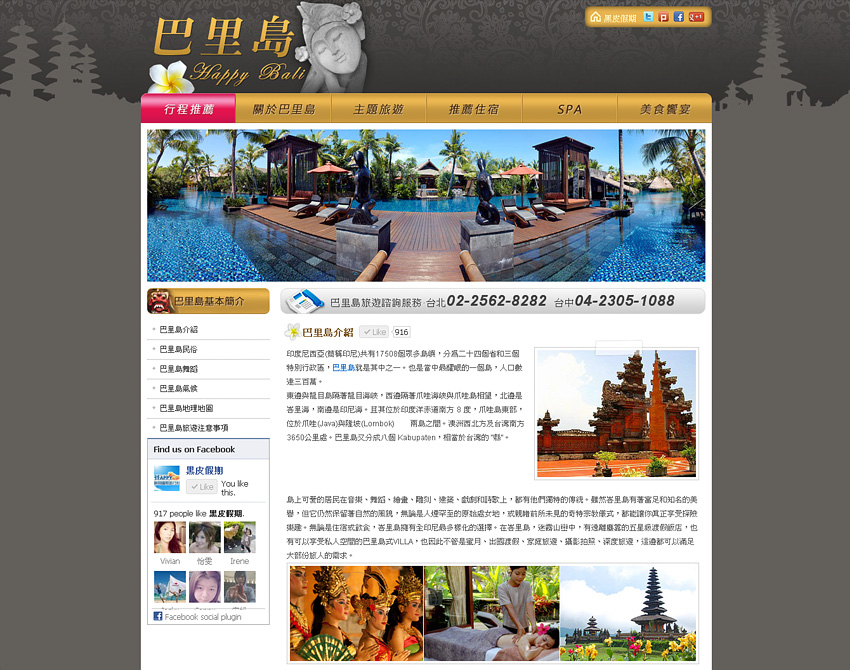 巴里島
Happy Bali
黑皮假期
行程推薦
關於巴里島
主題旅遊
推薦住宿
SPA
美食饗宴
巴里島基本簡介
巴里島旅遊諮詢服務 台北02-2562-8282 台中04-2305-1088
巴里島介紹
巴里島民俗
巴里島舞蹈
巴里島氣候
巴里島地理地圖
巴里島旅遊注意事項
Find us on Facebook
黑皮假期
Like
You like
this.
917 people like 黑皮假期.
Vivian
怡雯
Irene
Facebook social plugin
巴里島介紹
Like
916
印度尼西亞(簡稱印尼)共有17508個眾多島嶼，分為二十四個省和三個
特別行政區，巴里島就是其中之一。也是當中最耀眼的一個島，人口數
達三百萬。
東邊與龍目島隔著龍目海峽，西邊隔著爪哇海峽與爪哇島相望，北邊是
峇里海，南邊是印尼海。且其位於印度洋赤道南方 8 度，爪哇島東部，
位於爪哇(Java)與隆坡(Lombok) 兩島之間。澳洲西北方及台灣南方
3650公里處。巴里島又分成八個 Kabupaten，相當於台灣的 "縣"。
島上可愛的居民在音樂、舞蹈、繪畫、雕刻、建築、戲劇和詩歌上，都有他們獨特的傳統。雖然峇里島有著富足和知名的美
譽，但它仍然保留著自然的風貌，無論是人煙罕至的原始處女地，或親睹前所未見的奇特宗教儀式，都能讓你真正享受探險
樂趣。無論是住宿或飲食，峇里島擁有全印尼最多樣化的選擇。在峇里島，迷霧山世中，有遠離塵囂的五星級渡假飯店，也
有可以享受私人空間的巴里島式VILLA，也因此不管是蜜月、出國渡假、家庭旅遊、攝影拍照、深度旅遊，這邊都可以滿足
大部份旅人的需求。